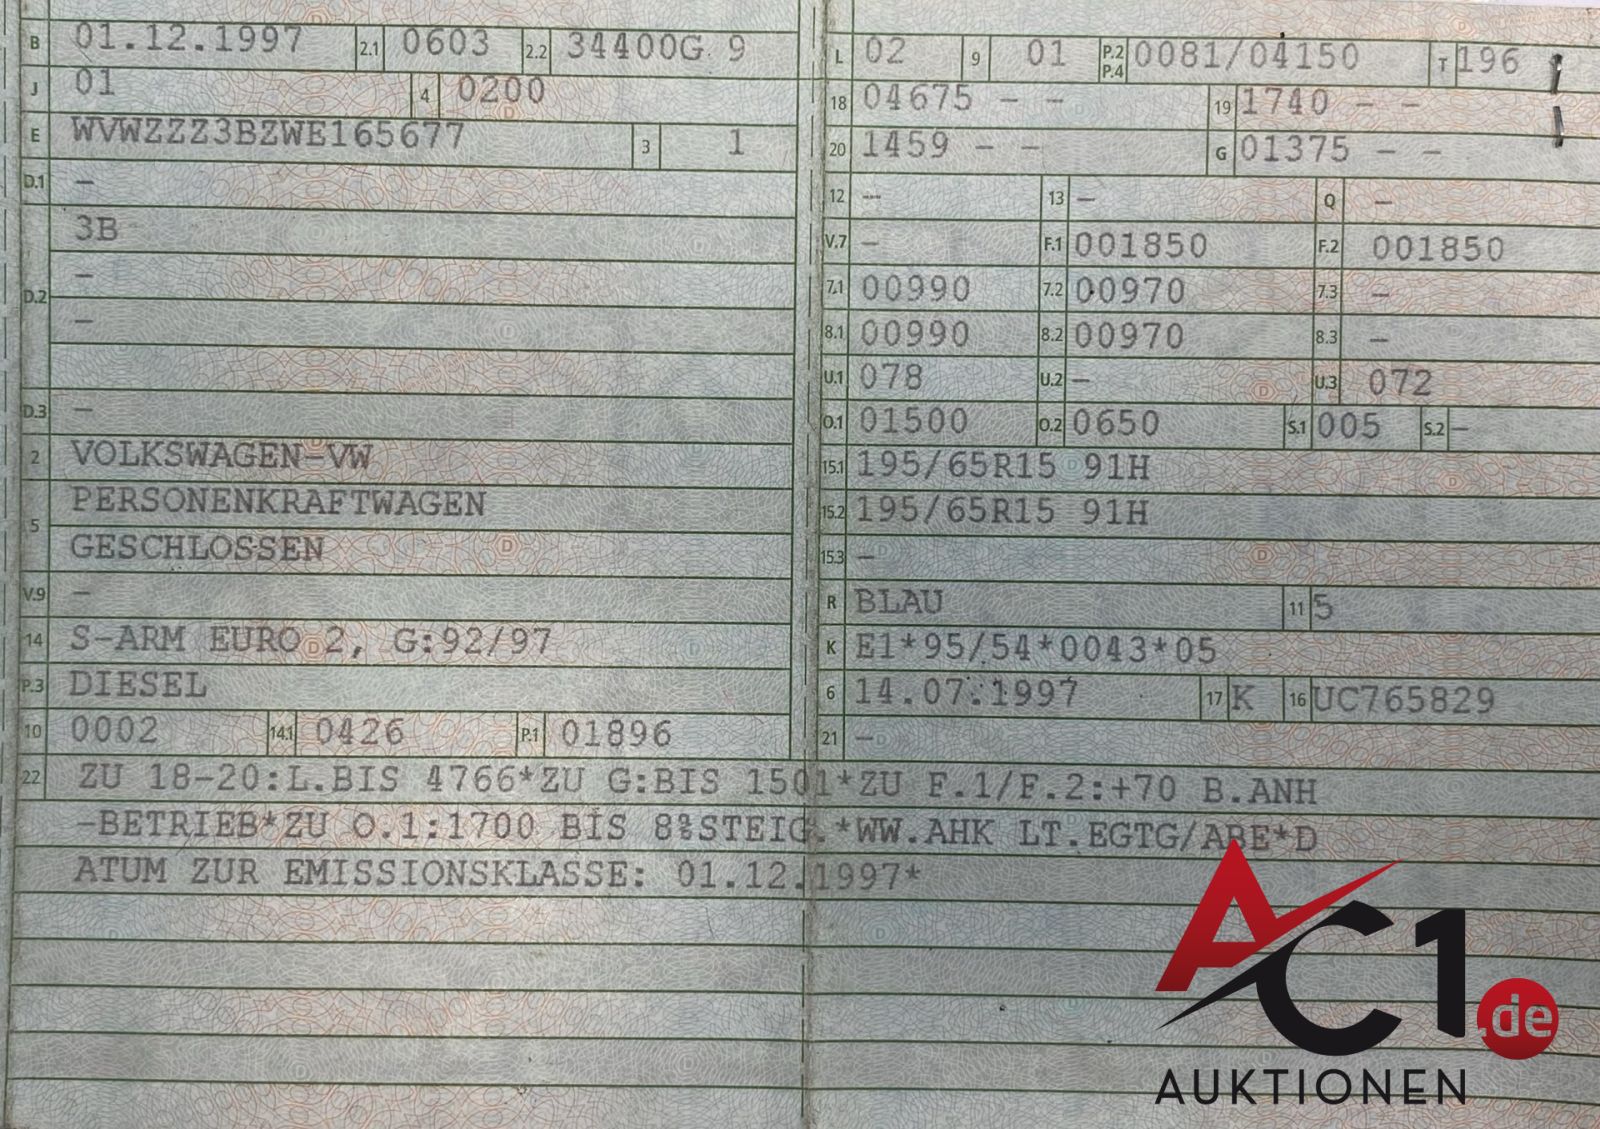 B 01.12.1997 2.1 0603 2.2 34400G 9
J 01 4 0200
E WVWZZZ3BZWE165677 3 1
D.1 –
3B
D.2 –
–
D.3 –
2 VOLKSWAGEN-VW
PERSONENKRAFTWAGEN
5
GESCHLOSSEN
V.9 –
14 S-ARM EURO 2, G:92/97
P.3 DIESEL
10 0002 14.1 0426 P.1 01896
L 02 9 01 P.2 P.4 0081/04150 T 196
18 04675 – – 19 1740 – –
20 1459 – – G 01375 – –
12 – 13 – Q –
V.7 – F.1 001850 F.2 001850
7.1 00990 7.2 00970 7.3 –
8.1 00990 8.2 00970 8.3 –
U.1 078 U.2 – U.3 072
O.1 01500 O.2 0650 S.1 005 S.2 –
15.1 195/65R15 91H
15.2 195/65R15 91H
15.3 –
R BLAU 11 5
K E1*95/54*0043*05
6 14.07.1997 17 K 16 UC765829
21 –
22 ZU 18-20:L.BIS 4766*ZU G:BIS 1501*ZU F.1/F.2:+70 B.ANH
-BETRIEB*ZU O.1:1700 BIS 8%STEIG.*WW.AHK LT.EGTG/ABE*D
ATUM ZUR EMISSIONSKLASSE: 01.12.1997*
AC1.de
AUKTIONEN